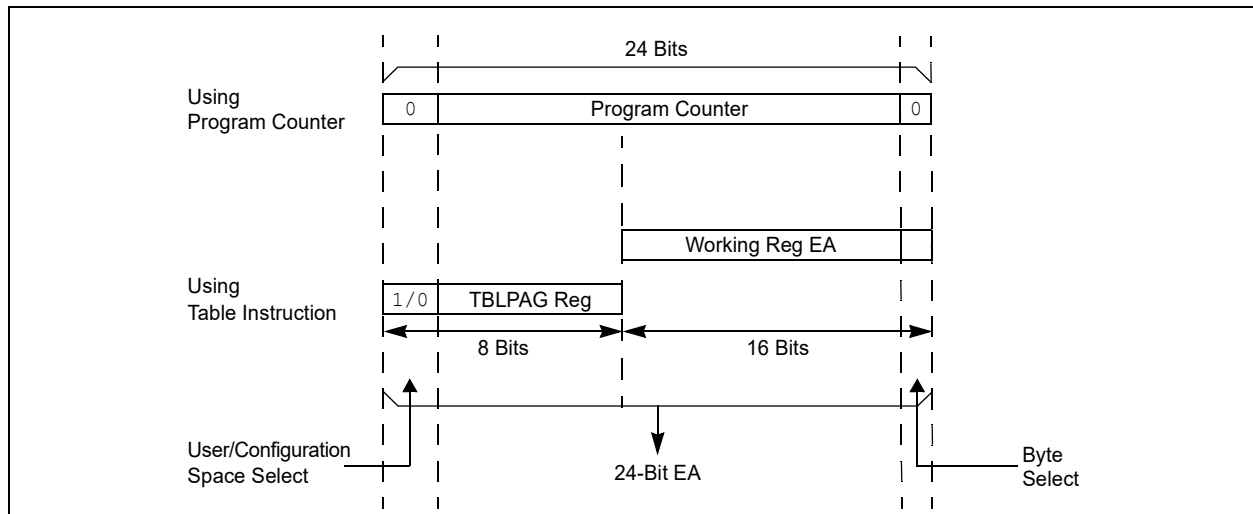 24 Bits
Using
Program Counter
0
Program Counter
0
Working Reg EA
Using
Table Instruction
1/0
TBLPAG Reg
8 Bits
16 Bits
User/Configuration
Space Select
24-Bit EA
Byte
Select